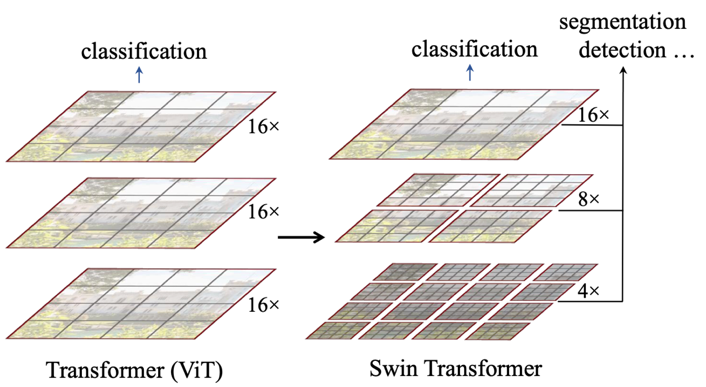 classification
16×
16×
16×
Transformer (ViT)
classification
segmentation
detection ...
16×
8×
4×
Swin Transformer